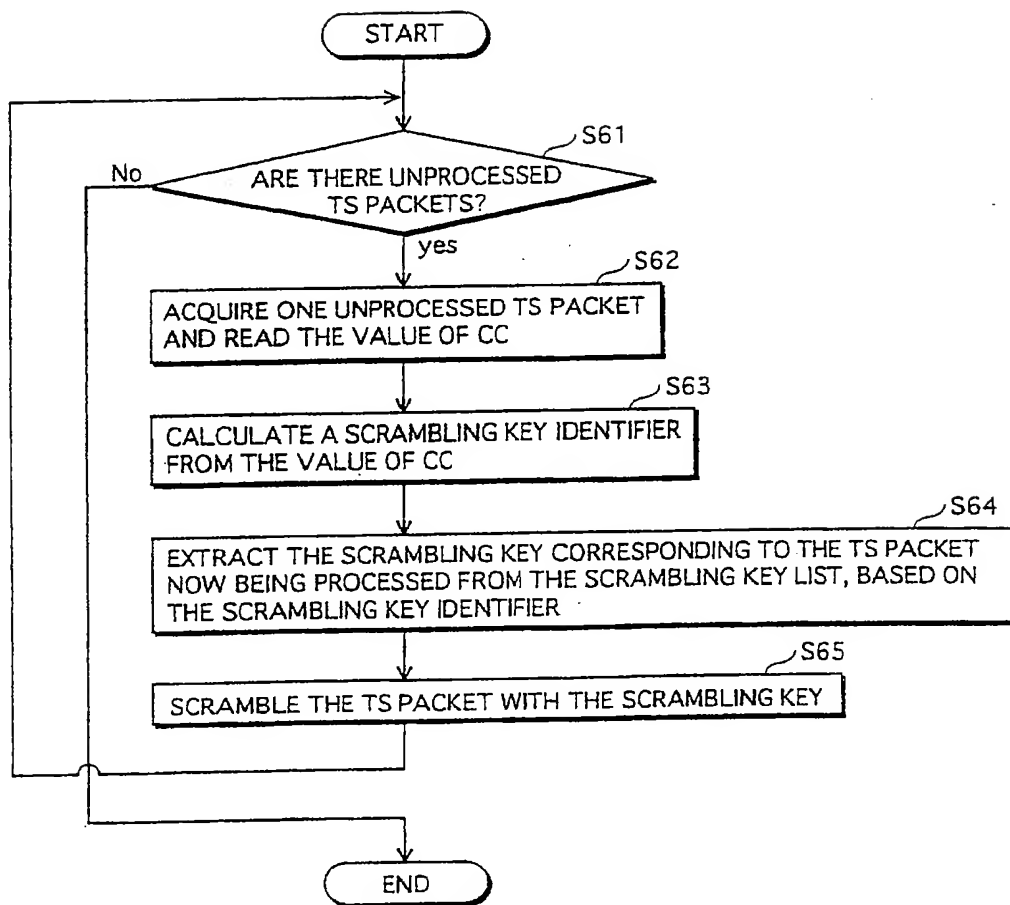 START
S61
No
ARE THERE UNPROCESSED
TS PACKETS?
yes
S62
ACQUIRE ONE UNPROCESSED TS PACKET
AND READ THE VALUE OF CC
S63
CALCULATE A SCRAMBLING KEY IDENTIFIER
FROM THE VALUE OF CC
S64
EXTRACT THE SCRAMBLING KEY CORRESPONDING TO THE TS PACKET
NOW BEING PROCESSED FROM THE SCRAMBLING KEY LIST, BASED ON
THE SCRAMBLING KEY IDENTIFIER
S65
SCRAMBLE THE TS PACKET WITH THE SCRAMBLING KEY
END